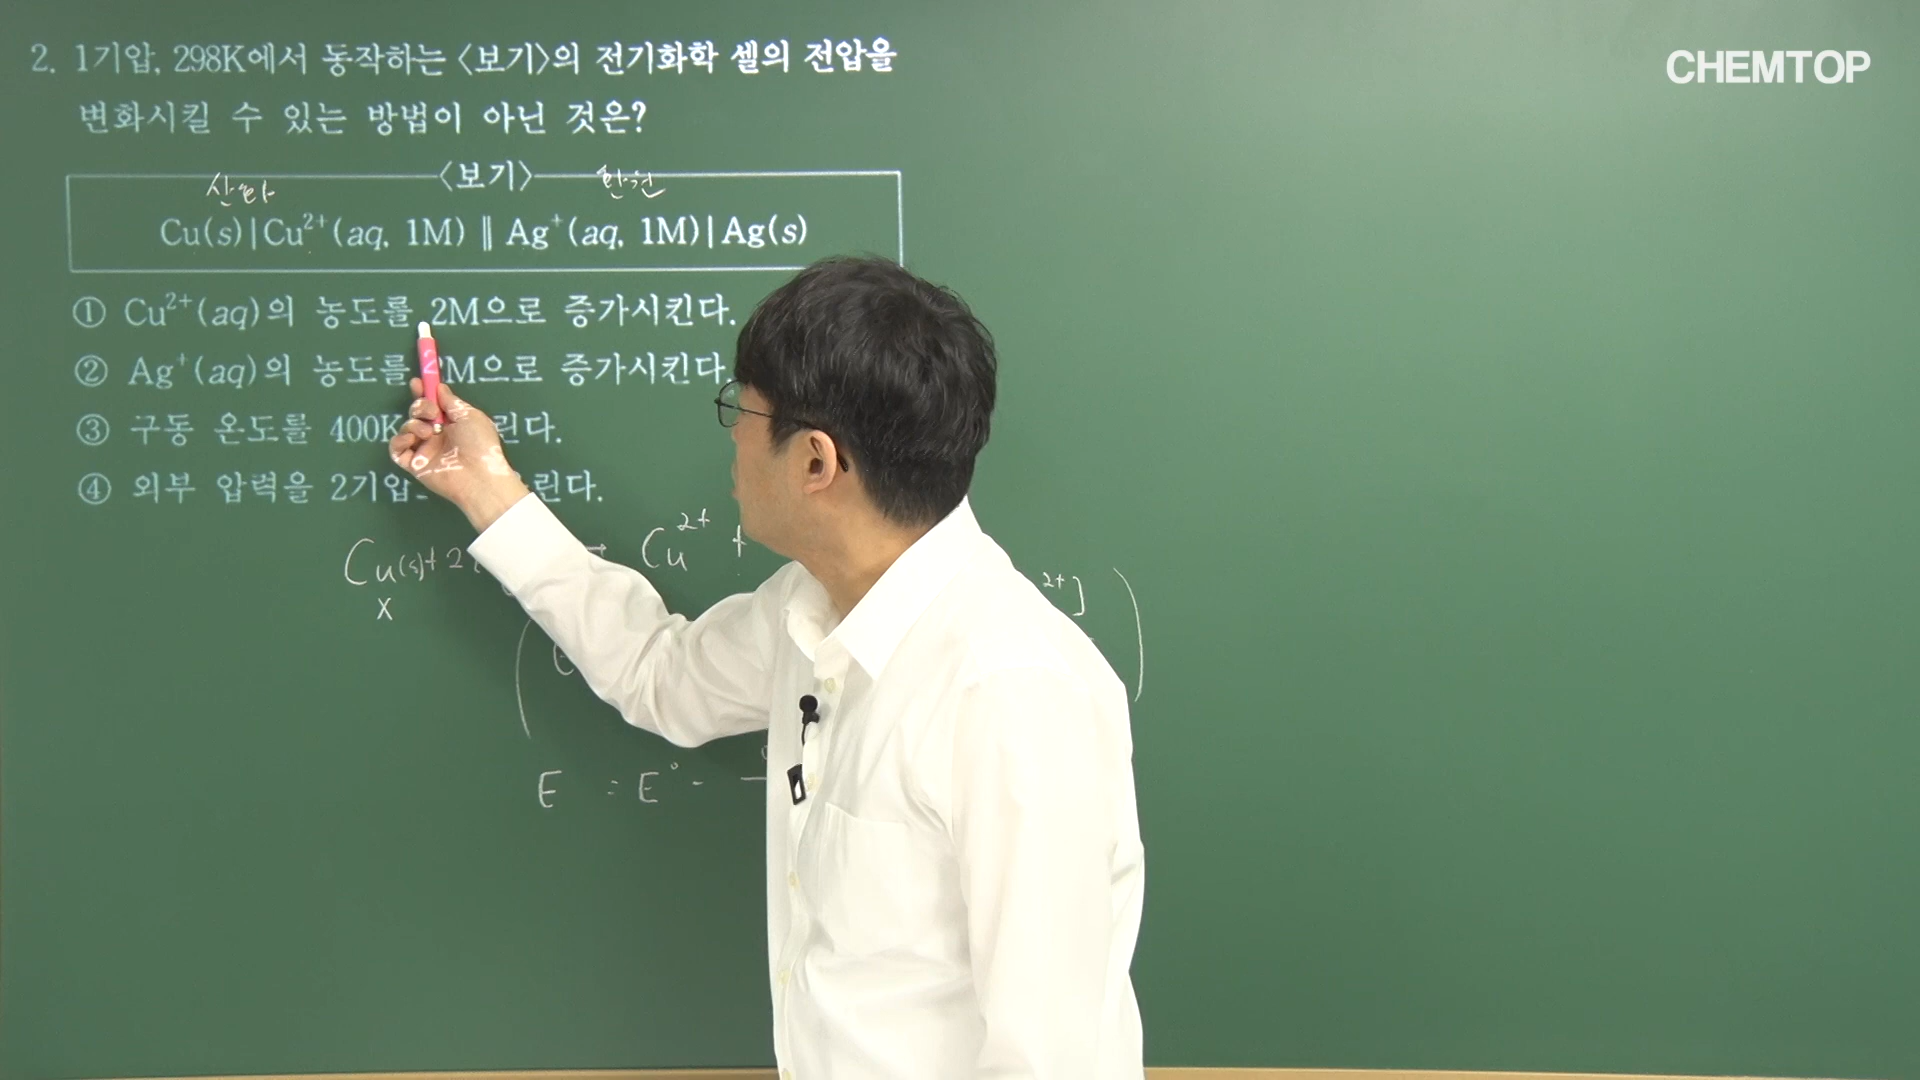 CHEMTOP
2. 1기압, 298K에서 동작하는 〈보기〉의 전기화학 셀의 전압을
변화시킬 수 있는 방법이 아닌 것은?
〈보기〉
산화 환원
Cu(s)|Cu²⁺(aq, 1M) ∥ Ag⁺(aq, 1M)|Ag(s)
① Cu²⁺(aq)의 농도를 2M으로 증가시킨다.
② Ag⁺(aq)의 농도를 2M으로 증가시킨다.
③ 구동 온도를 400K 린다.
④ 외부 압력을 2기압 린다.
Cu(s)+2 → Cu²⁺ +
x
²⁺]
E = E° -